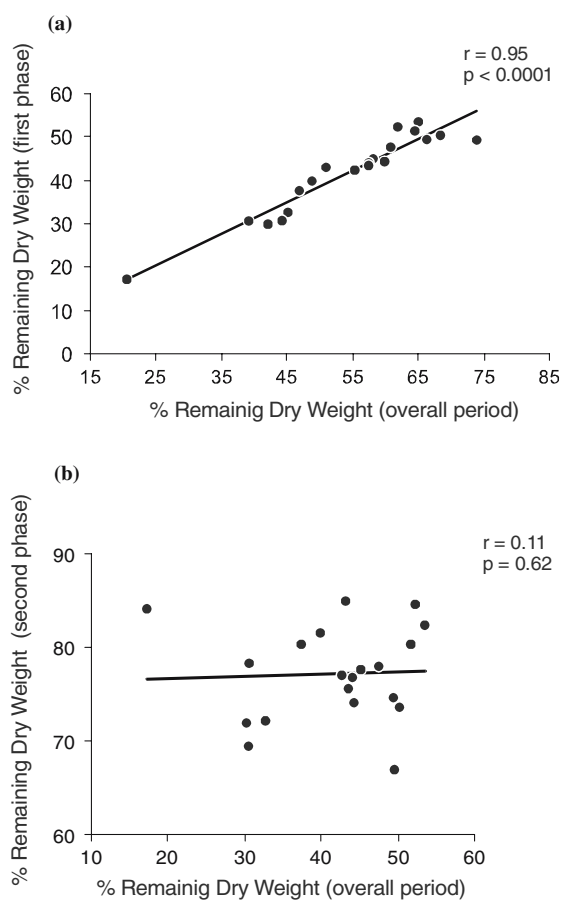 (a)
r = 0.95
p < 0.0001
% Remaining Dry Weight (first phase)
60
50
40
30
20
10
0
15 25 35 45 55 65 75 85
% Remainig Dry Weight (overall period)
(b)
r = 0.11
p = 0.62
% Remaining Dry Weight (second phase)
90
80
70
60
10 20 30 40 50 60
% Remainig Dry Weight (overall period)